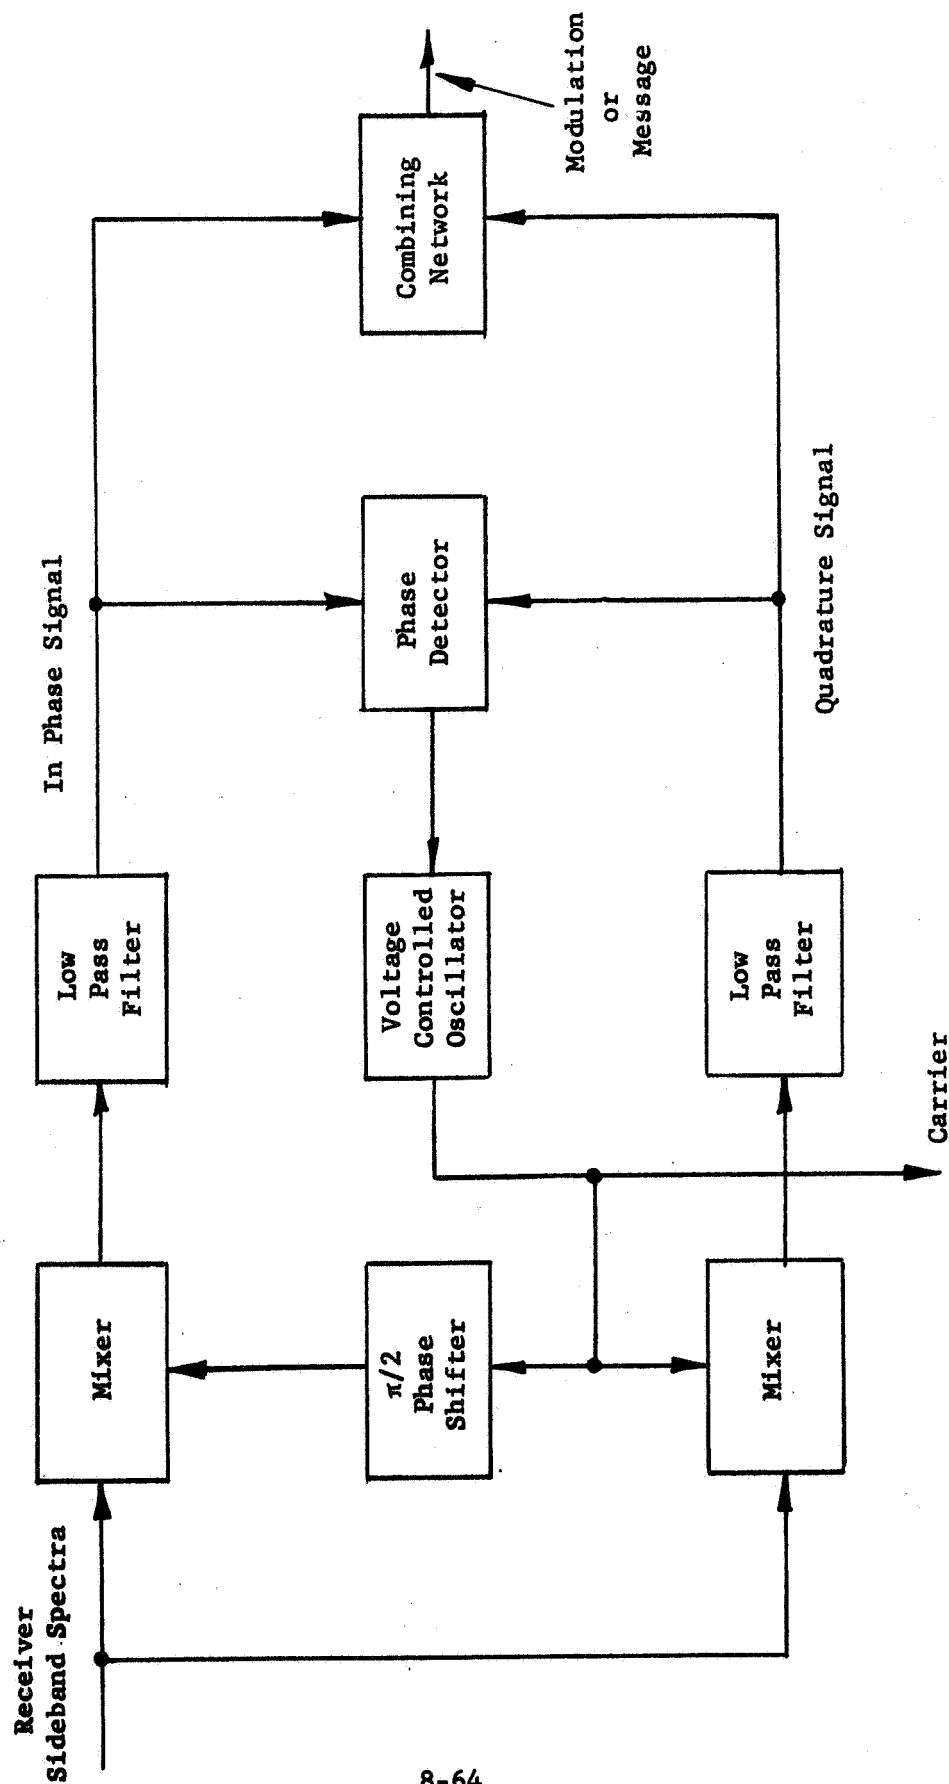 Receiver
Sideband Spectra
Mixer
Low
Pass
Filter
In Phase Signal
π/2
Phase
Shifter
Voltage
Controlled
Oscillator
Phase
Detector
Combining
Network
Modulation
or
Message
Mixer
Low
Pass
Filter
Quadrature Signal
Carrier
8-64